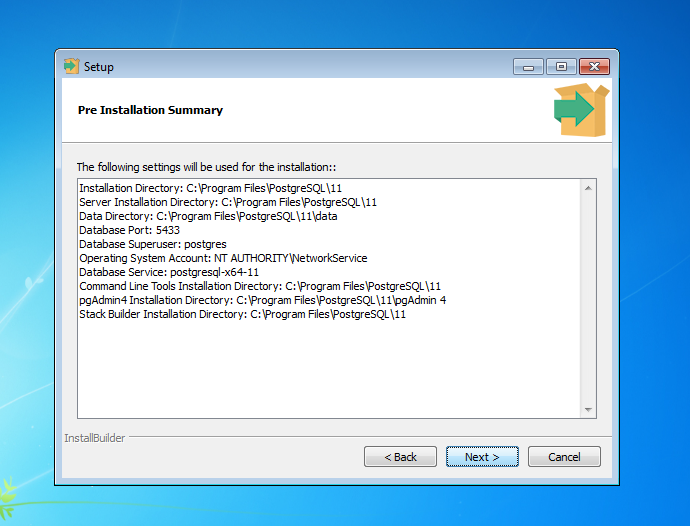 Setup
Pre Installation Summary
The following settings will be used for the installation::
Installation Directory: C:\Program Files\PostgreSQL\11
Server Installation Directory: C:\Program Files\PostgreSQL\11
Data Directory: C:\Program Files\PostgreSQL\11\data
Database Port: 5433
Database Superuser: postgres
Operating System Account: NT AUTHORITY\NetworkService
Database Service: postgresql-x64-11
Command Line Tools Installation Directory: C:\Program Files\PostgreSQL\11
pgAdmin4 Installation Directory: C:\Program Files\PostgreSQL\11\pgAdmin 4
Stack Builder Installation Directory: C:\Program Files\PostgreSQL\11
InstallBuilder
< Back Next > Cancel